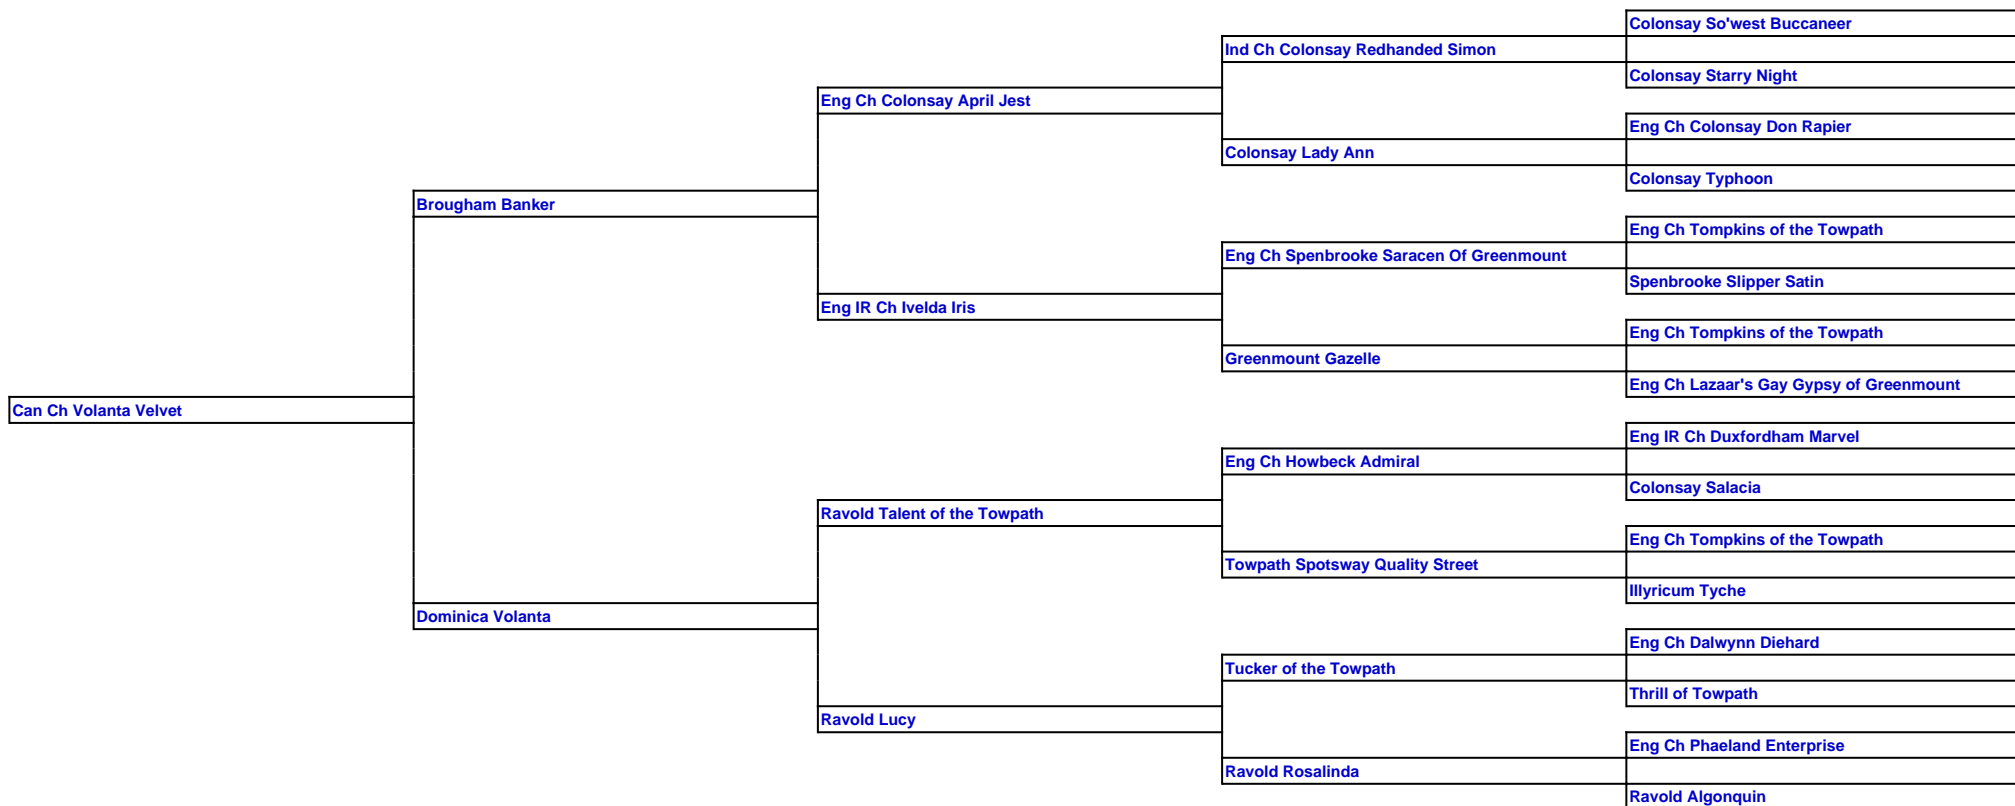 Colonsay So'west Buccaneer
Ind Ch Colonsay Redhanded Simon
Colonsay Starry Night
Eng Ch Colonsay April Jest
Eng Ch Colonsay Don Rapier
Colonsay Lady Ann
Colonsay Typhoon
Brougham Banker
Eng Ch Tompkins of the Towpath
Eng Ch Spenbrooke Saracen Of Greenmount
Spenbrooke Slipper Satin
Eng IR Ch Ivelda Iris
Eng Ch Tompkins of the Towpath
Greenmount Gazelle
Eng Ch Lazaar's Gay Gypsy of Greenmount
Can Ch Volanta Velvet
Eng IR Ch Duxfordham Marvel
Eng Ch Howbeck Admiral
Colonsay Salacia
Ravold Talent of the Towpath
Eng Ch Tompkins of the Towpath
Towpath Spotsway Quality Street
Illyricum Tyche
Dominica Volanta
Eng Ch Dalwynn Diehard
Tucker of the Towpath
Thrill of Towpath
Ravold Lucy
Eng Ch Phaeland Enterprise
Ravold Rosalinda
Ravold Algonquin